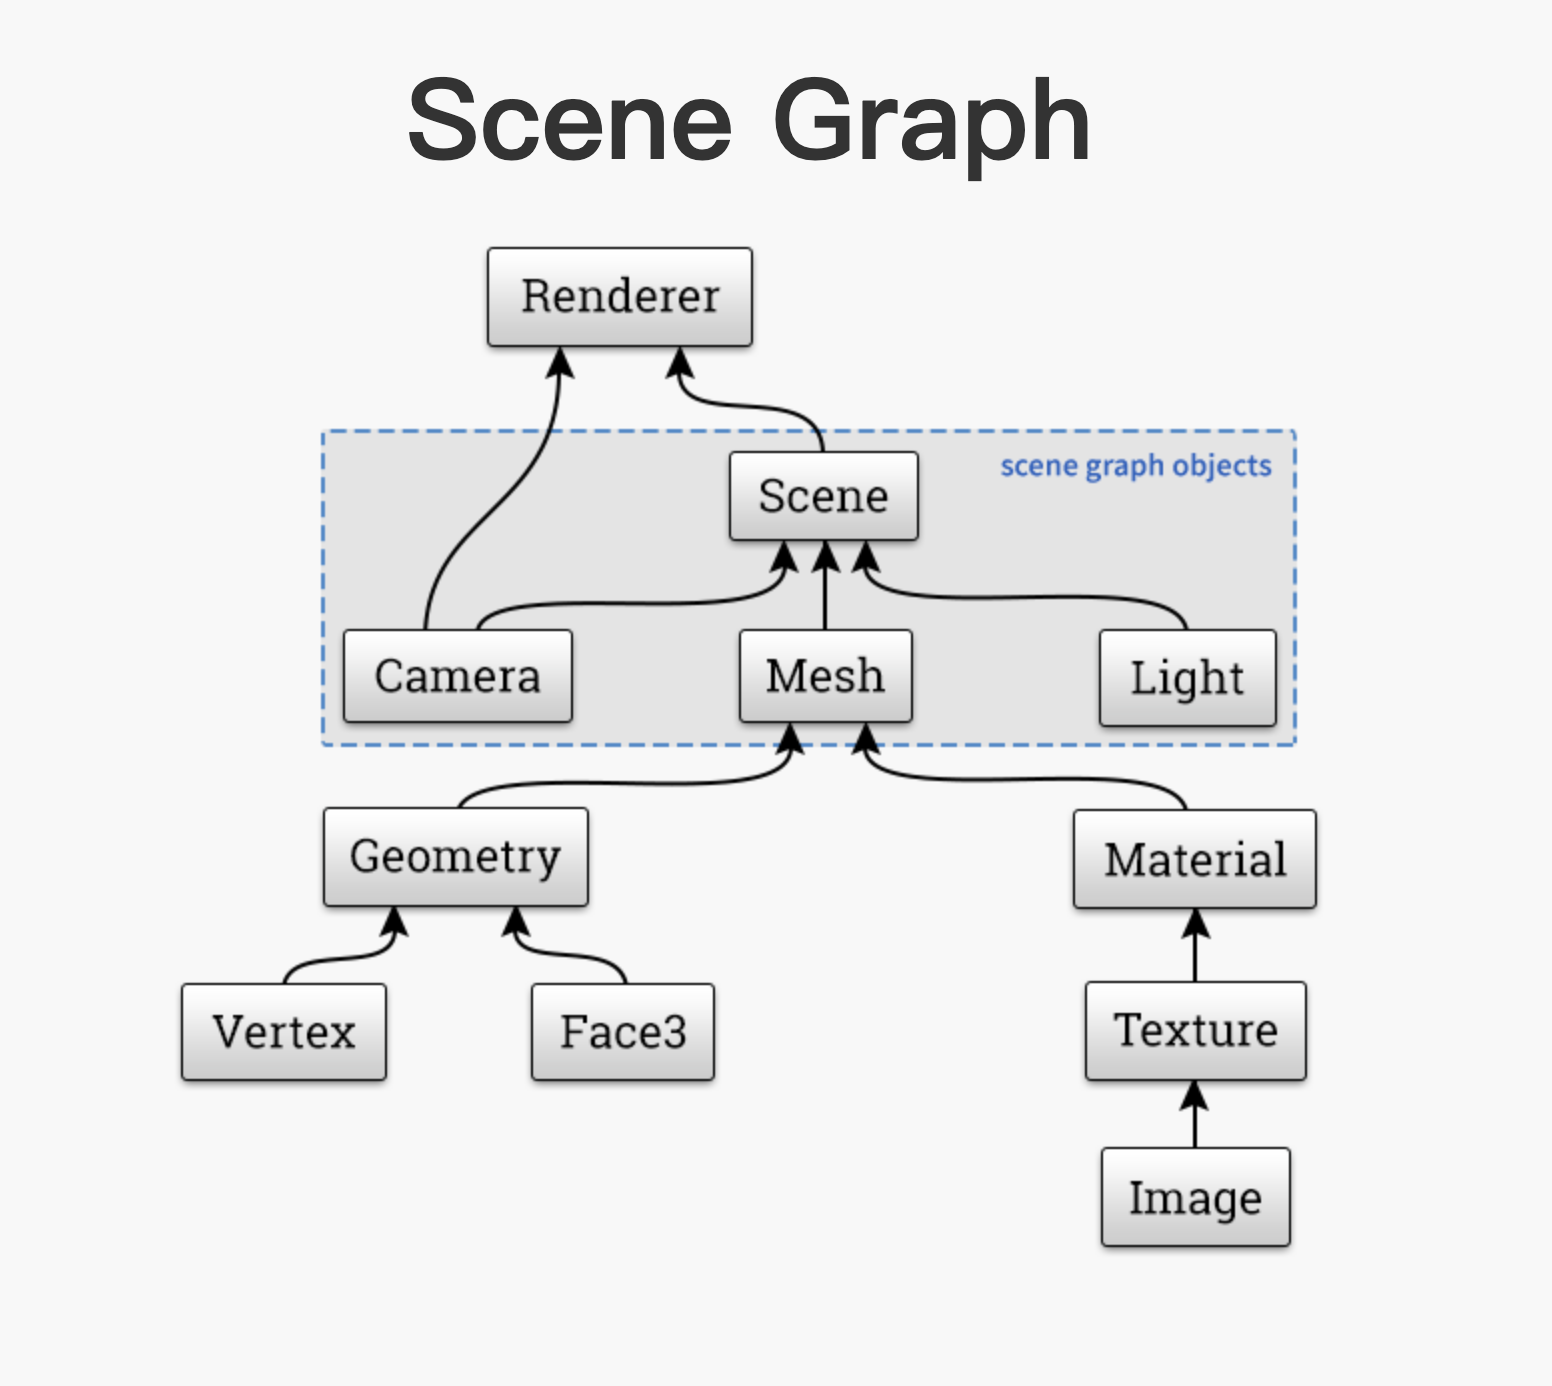 Scene Graph
Renderer
scene graph objects
Scene
Camera
Mesh
Light
Geometry
Material
Vertex
Face3
Texture
Image